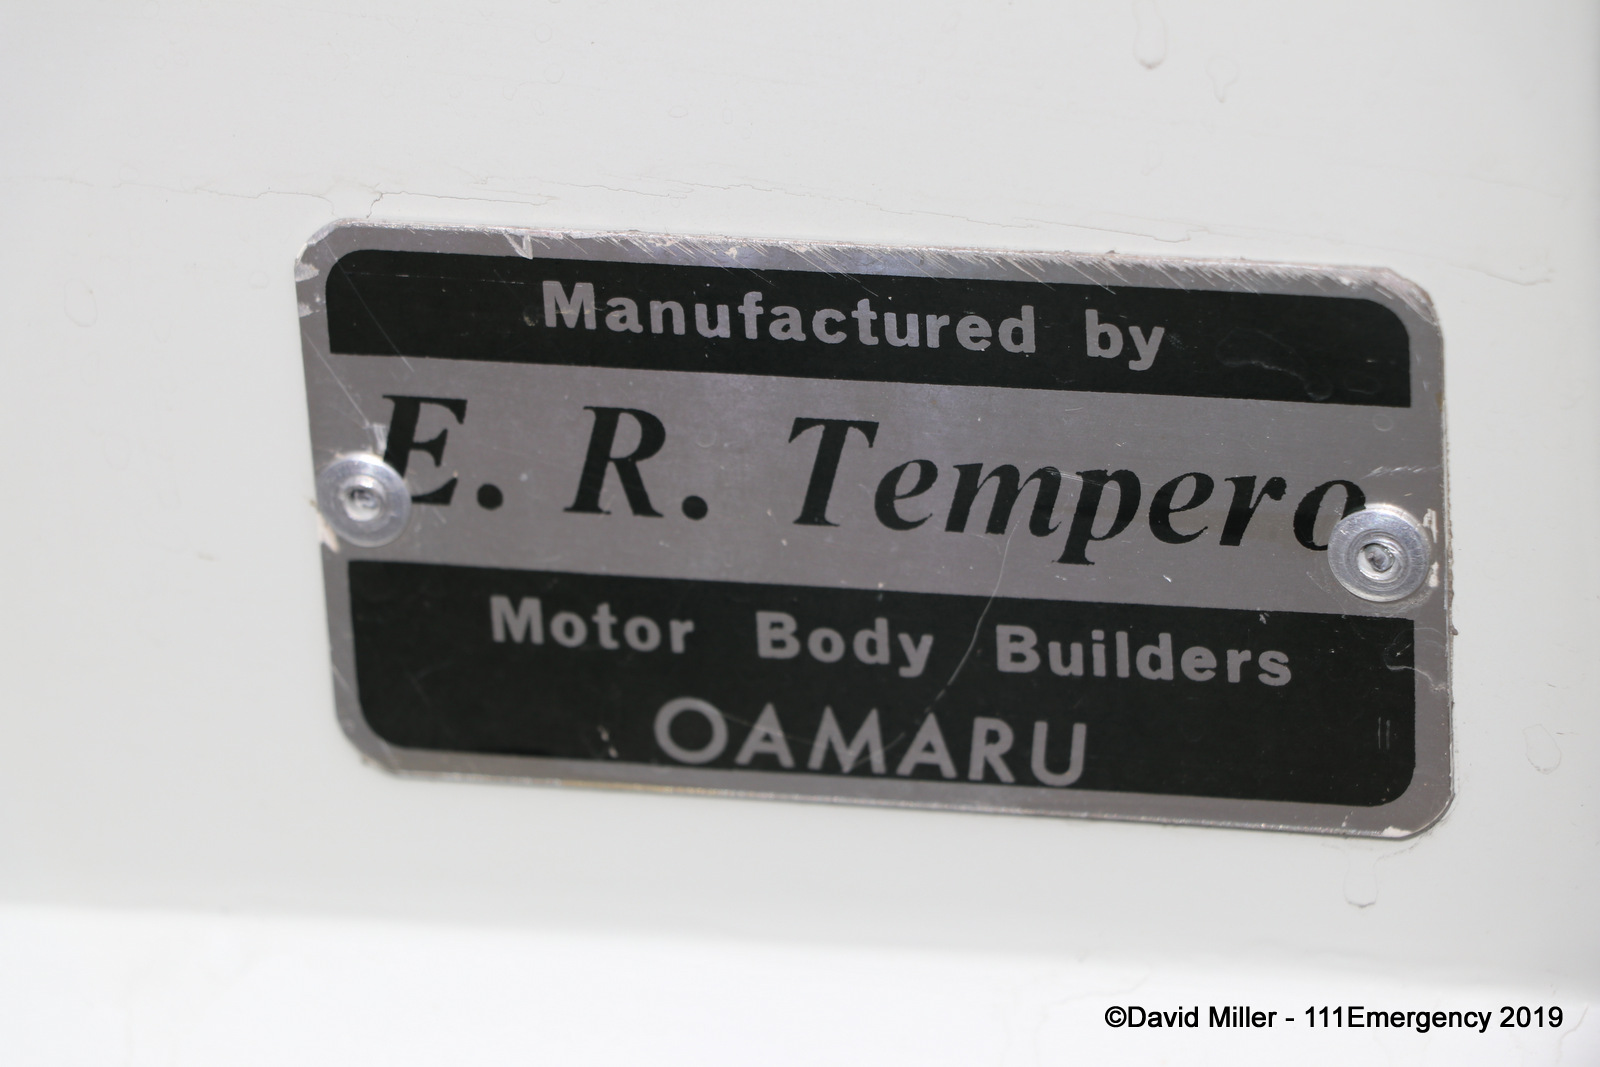 Manufactured by
E. R. Tempero
Motor Body Builders
OAMARU
©David Miller - 111Emergency 2019